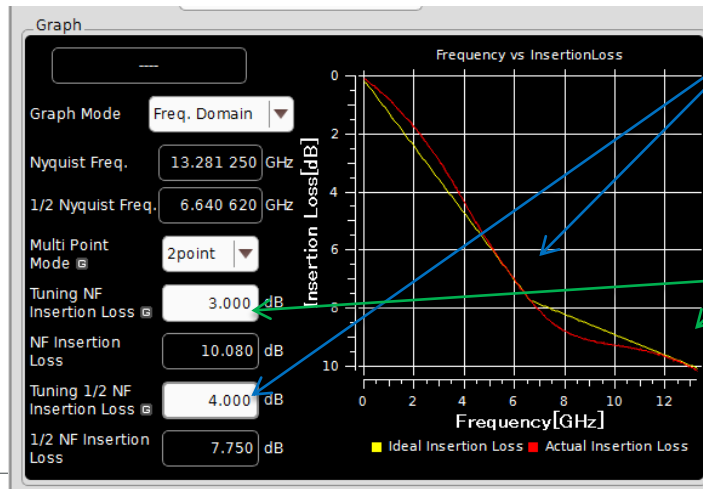 Graph
----
Graph Mode
Freq. Domain
Nyquist Freq.
13.281 250 GHz
1/2 Nyquist Freq.
6.640 620 GHz
Multi Point
Mode G
2point
Tuning NF
Insertion Loss G
3.000 dB
NF Insertion
Loss
10.080 dB
Tuning 1/2 NF
Insertion Loss G
4.000 dB
1/2 NF Insertion
Loss
7.750 dB
Frequency vs InsertionLoss
Insertion Loss[dB]
0
2
4
6
8
10
0 2 4 6 8 10 12
Frequency[GHz]
Ideal Insertion Loss Actual Insertion Loss